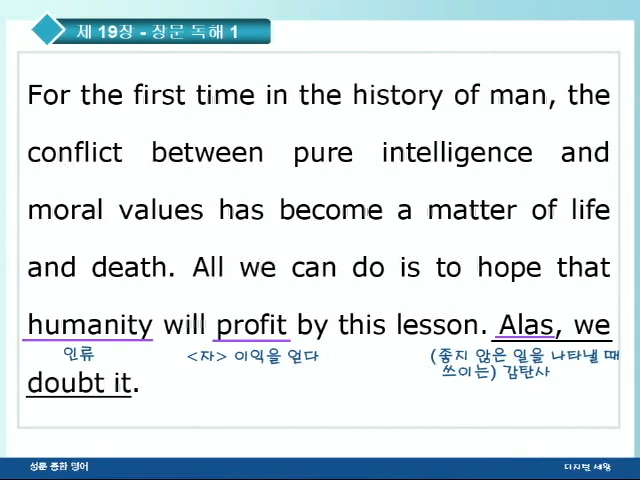 제 19장 - 장문 독해 1
For the first time in the history of man, the
conflict between pure intelligence and
moral values has become a matter of life
and death. All we can do is to hope that
humanity will profit by this lesson. Alas, we
인류 <자> 이익을 얻다 (좋지 않은 일을 나타낼 때
쓰이는) 감탄사
doubt it.
성문 종합 영어 디지털 세왕